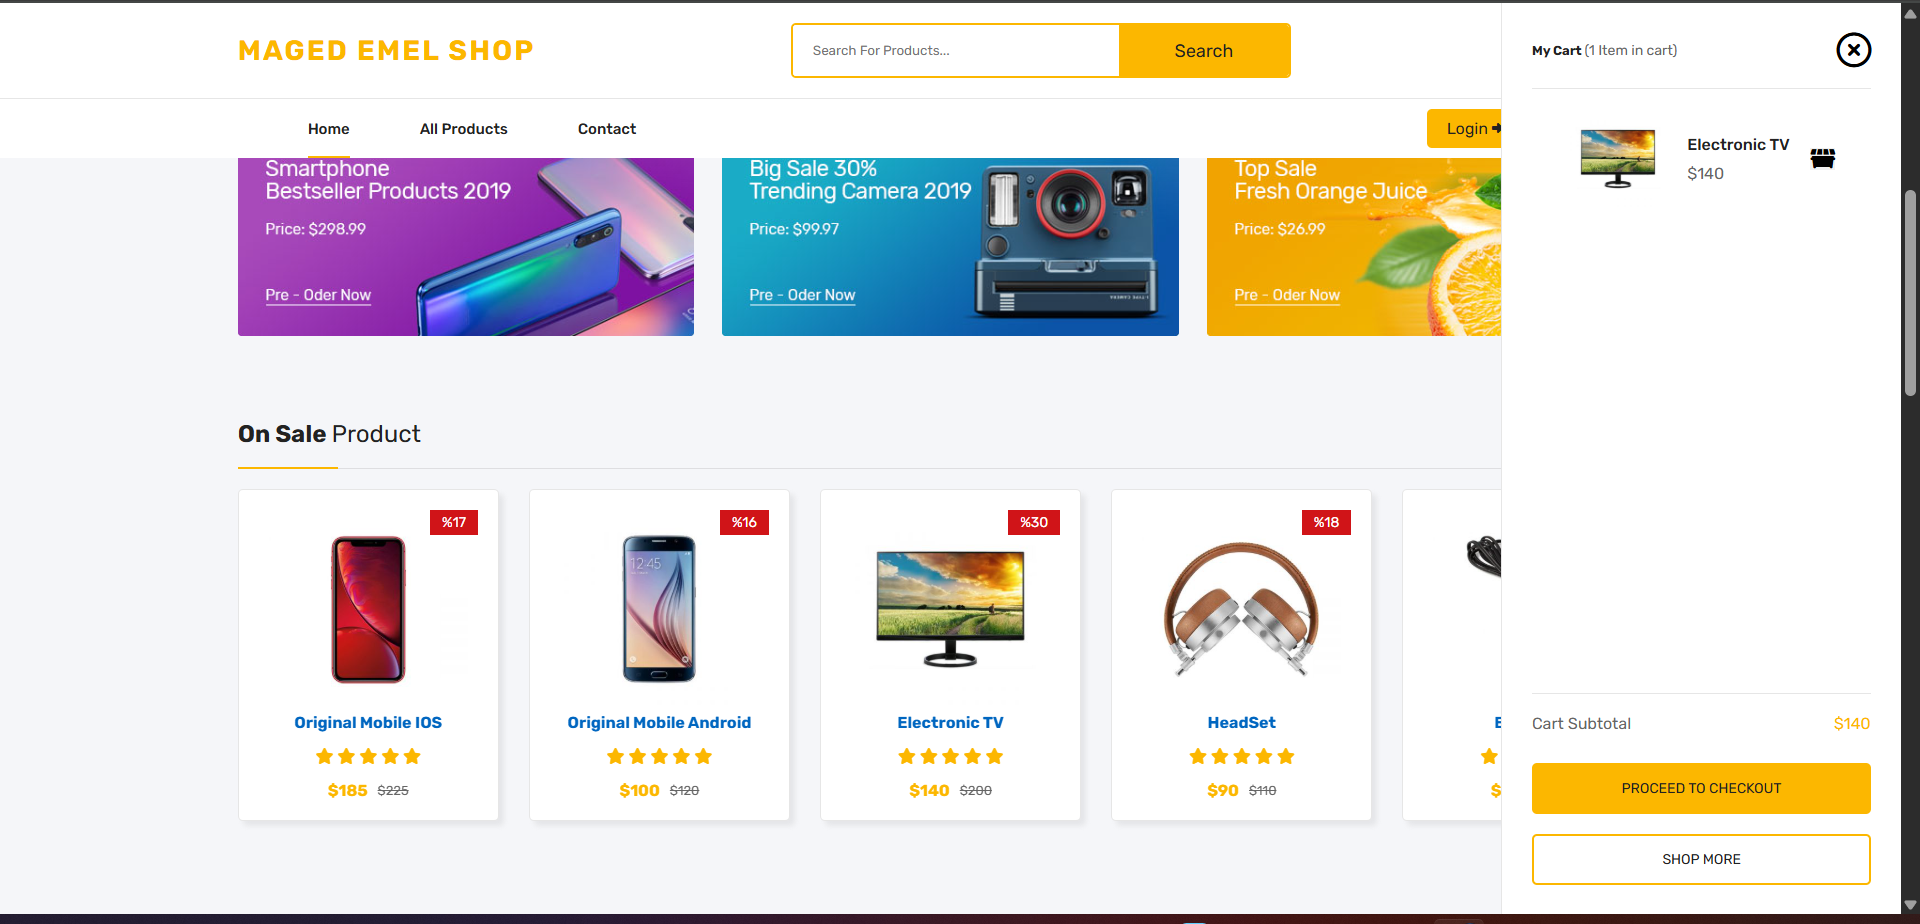 MAGED EMEL SHOP
Search For Products...
Search
My Cart (1 Item in cart)
Home
All Products
Contact
Login
Smartphone
Bestseller Products 2019
Price: $298.99
Pre - Oder Now
Big Sale 30%
Trending Camera 2019
Price: $99.97
Pre - Oder Now
Top Sale
Fresh Orange Juice
Price: $26.99
Pre - Oder Now
Electronic TV
$140
On Sale Product
%17
Original Mobile IOS
$185 $225
%16
12:45
Original Mobile Android
$100 $120
%30
Electronic TV
$140 $200
%18
HeadSet
$90 $110
Cart Subtotal
$140
PROCEED TO CHECKOUT
SHOP MORE